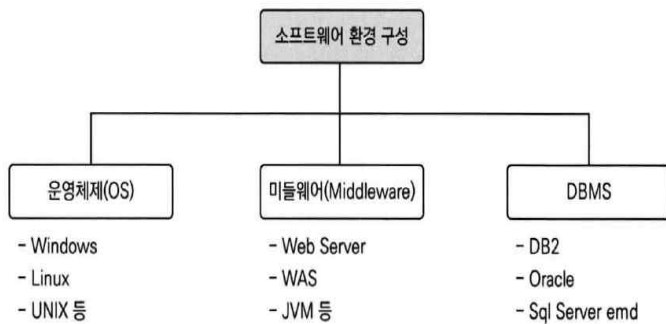 소프트웨어 환경 구성
운영체제(OS)
- Windows
- Linux
- UNIX 등
미들웨어(Middleware)
- Web Server
- WAS
- JVM 등
DBMS
- DB2
- Oracle
- Sql Server emd